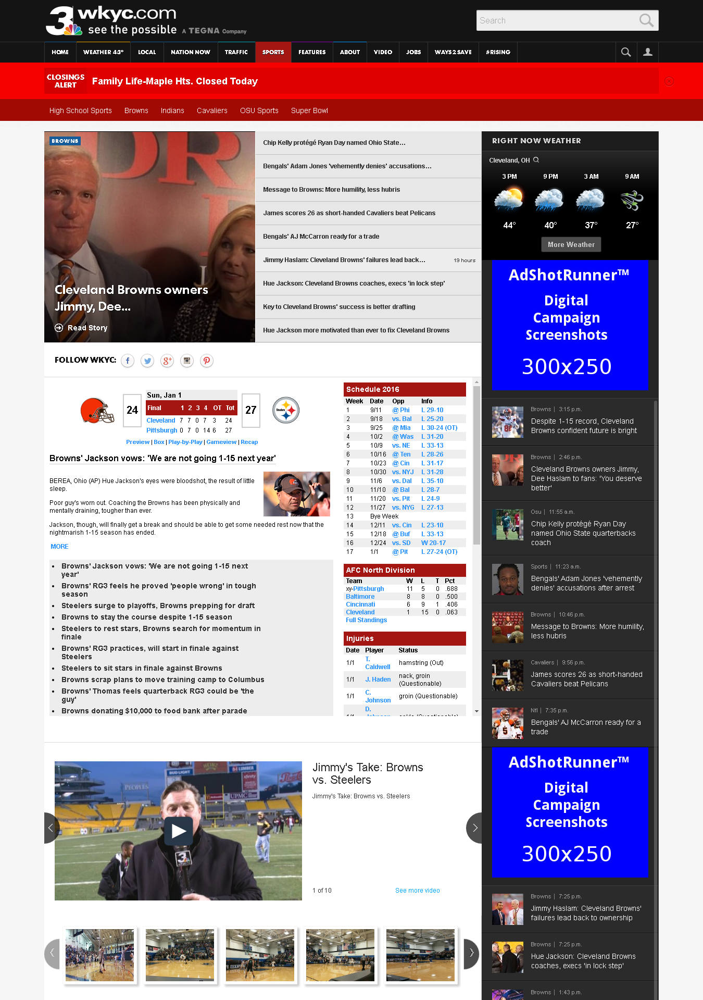 3 wkyc.com
see the possible A TEGNA Company
Search
HOME WEATHER 43° LOCAL NATION NOW TRAFFIC SPORTS FEATURES ABOUT VIDEO JOBS WAYS 2 SAVE #RISING
CLOSINGS ALERT
Family Life-Maple Hts. Closed Today
High School Sports Browns Indians Cavaliers OSU Sports Super Bowl
BROWNS
Cleveland Browns owners
Jimmy, Dee...
Read Story
Chip Kelly protégé Ryan Day named Ohio State...
Bengals' Adam Jones 'vehemently denies' accusations...
Message to Browns: More humility, less hubris
James scores 26 as short-handed Cavaliers beat Pelicans
Bengals' AJ McCarron ready for a trade
Jimmy Haslam: Cleveland Browns' failures lead back... 19 hours
Hue Jackson: Cleveland Browns coaches, execs 'in lock step'
Key to Cleveland Browns' success is better drafting
Hue Jackson more motivated than ever to fix Cleveland Browns
RIGHT NOW WEATHER
Cleveland, OH
3 PM 9 PM 3 AM 9 AM
44° 40° 37° 27°
More Weather
AdShotRunner™
Digital
Campaign
Screenshots
300x250
FOLLOW WKYC:
Sun, Jan 1
24
Final 1 2 3 4 OT Tot
27
Cleveland 7 7 0 7 3 24
Pittsburgh 0 7 0 14 6 27
Steelers
Preview | Box | Play-by-Play | Gameview | Recap
Browns' Jackson vows: 'We are not going 1-15 next year'
BEREA, Ohio (AP) Hue Jackson's eyes were bloodshot, the result of little
sleep.
Poor guy's worn out. Coaching the Browns has been physically and
mentally draining, tougher than ever.
Jackson, though, will finally get a break and should be able to get some needed rest now that the
nightmarish 1-15 season has ended.
MORE
Browns' Jackson vows: 'We are not going 1-15 next
year'
Browns' RG3 feels he proved 'people wrong' in tough
season
Steelers surge to playoffs, Browns prepping for draft
Browns to stay the course despite 1-15 season
Steelers to rest stars, Browns search for momentum in
finale
Browns' RG3 practices, will start in finale against
Steelers
Steelers to sit stars in finale against Browns
Browns scrap plans to move training camp to Columbus
Browns' Thomas feels quarterback RG3 could be 'the
guy'
Browns donating $10,000 to food bank after parade
Schedule 2016
Week Date Opp Info
1 9/11 @ Phi L 29-10
2 9/18 vs. Bal L 25-20
3 9/25 @ Mia L 30-24 (OT)
4 10/2 @ Was L 31-20
5 10/9 vs. NE L 33-13
6 10/16 @ Ten L 28-26
7 10/23 @ Cin L 31-17
8 10/30 vs. NYJ L 31-28
9 11/6 vs. Dal L 35-10
10 11/10 @ Bal L 28-7
11 11/20 vs. Pit L 24-9
12 11/27 vs. NYG L 27-13
13 Bye Week
14 12/11 vs. Cin L 23-10
15 12/18 @ Buf L 33-13
16 12/24 vs. SD W 20-17
17 1/1 @ Pit L 27-24 (OT)
AFC North Division
Team W L T Pct
xy-Pittsburgh 11 5 0 .688
Baltimore 8 8 0 .500
Cincinnati 6 9 1 .406
Cleveland 1 15 0 .063
Full Standings
Injuries
Date Player Status
1/1 T. Caldwell hamstring (Out)
1/1 J. Haden nack, groin (Questionable)
1/1 C. Johnson groin (Questionable)
D.
Browns | 3:15 p.m.
Despite 1-15 record, Cleveland
Browns confident future is bright
Browns | 2:46 p.m.
Cleveland Browns owners Jimmy,
Dee Haslam to fans: 'You deserve
better'
Osu | 11:55 a.m.
Chip Kelly protégé Ryan Day
named Ohio State quarterbacks
coach
Sports | 11:23 a.m.
Bengals' Adam Jones 'vehemently
denies' accusations after arrest
Browns | 10:46 p.m.
Message to Browns: More humility,
less hubris
Cavaliers | 9:56 p.m.
James scores 26 as short-handed
Cavaliers beat Pelicans
Nfl | 7:35 p.m.
Bengals' AJ McCarron ready for a
trade
AdShotRunner™
Digital
Campaign
Screenshots
300x250
Browns | 7:25 p.m.
Jimmy Haslam: Cleveland Browns'
failures lead back to ownership
Browns | 7:25 p.m.
Hue Jackson: Cleveland Browns
coaches, execs 'in lock step'
Browns | 1:43 p.m.
BUD LIGHT
HEINZ
84 LUMBER
xfinity
PEOPLES
UPMC
3
Jimmy's Take: Browns
vs. Steelers
Jimmy's Take: Browns vs. Steelers
1 of 10 See more video